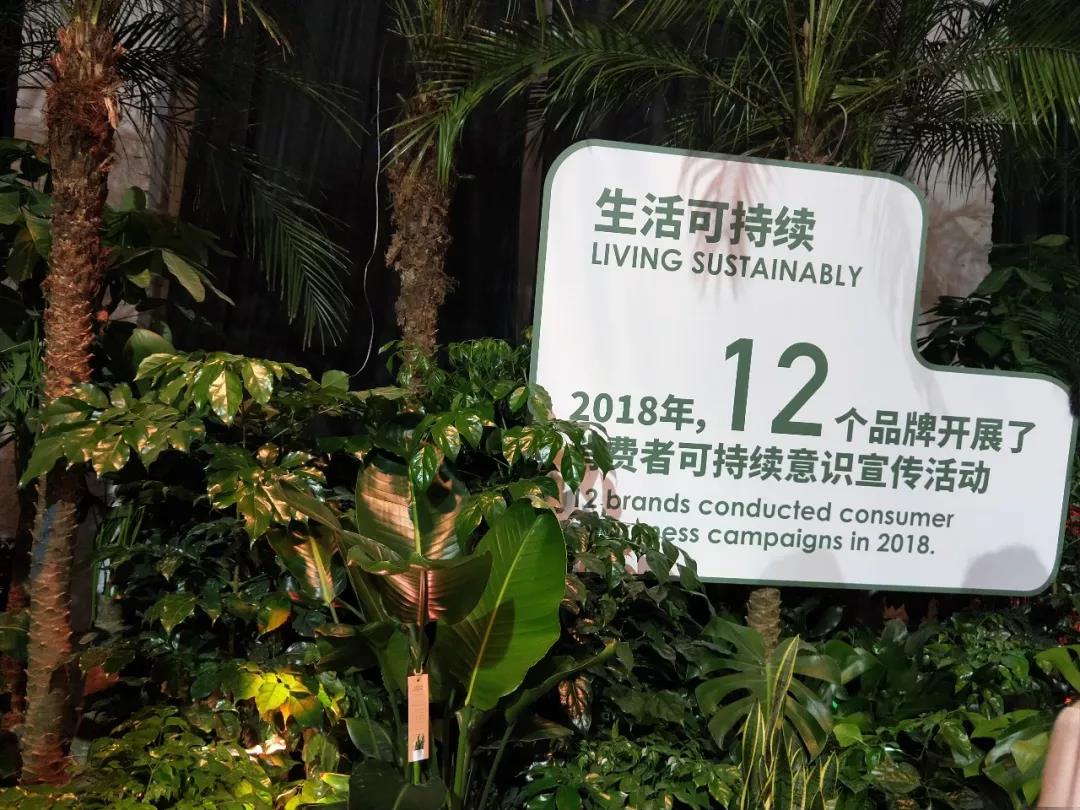 生活可持续
LIVING SUSTAINABLY
2018年, 12 个品牌开展了
费者可持续意识宣传活动
12 brands conducted consumer
ness campaigns in 2018.